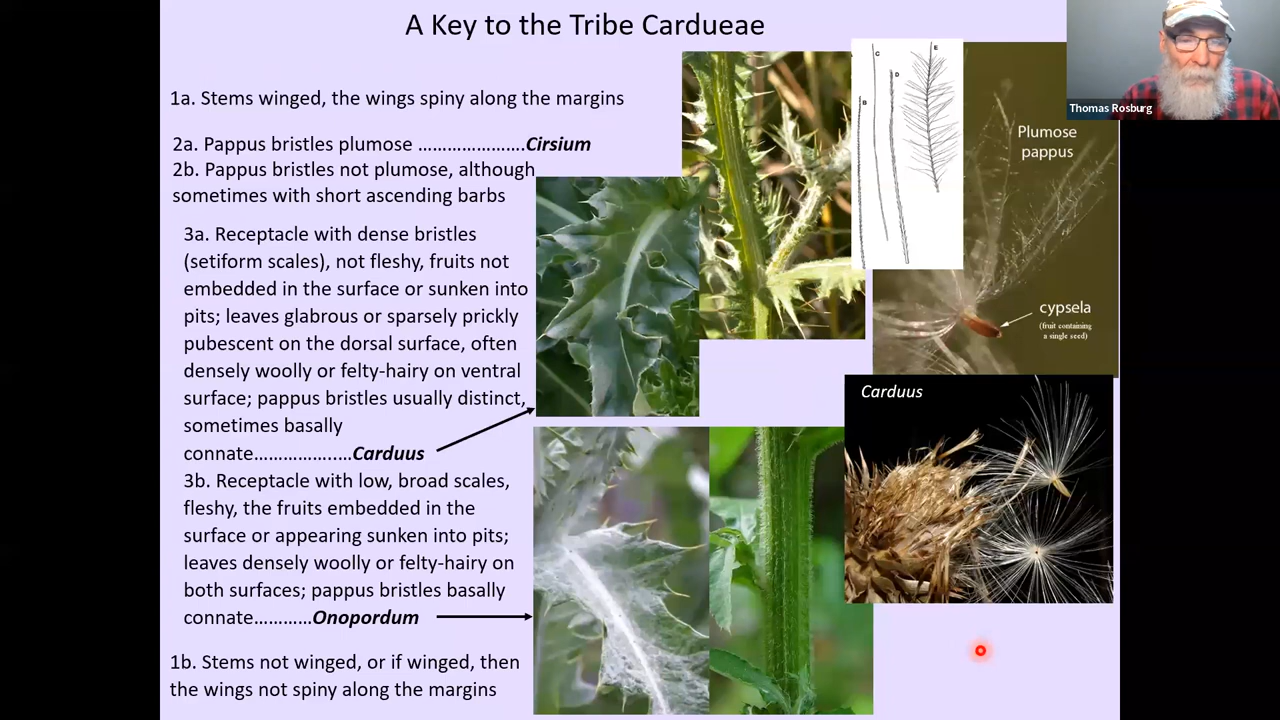 A Key to the Tribe Cardueae
1a. Stems winged, the wings spiny along the margins
2a. Pappus bristles plumose ………………….Cirsium
2b. Pappus bristles not plumose, although
sometimes with short ascending barbs
3a. Receptacle with dense bristles
(setiform scales), not fleshy, fruits not
embedded in the surface or sunken into
pits; leaves glabrous or sparsely prickly
pubescent on the dorsal surface, often
densely woolly or felty-hairy on ventral
surface; pappus bristles usually distinct,
sometimes basally
connate………………..…Carduus
3b. Receptacle with low, broad scales,
fleshy, the fruits embedded in the
surface or appearing sunken into pits;
leaves densely woolly or felty-hairy on
both surfaces; pappus bristles basally
connate…………Onopordum
1b. Stems not winged, or if winged, then
the wings not spiny along the margins
B
C
D
E
Plumose
pappus
cypsela
(fruit containing
a single seed)
Carduus
Thomas Rosburg